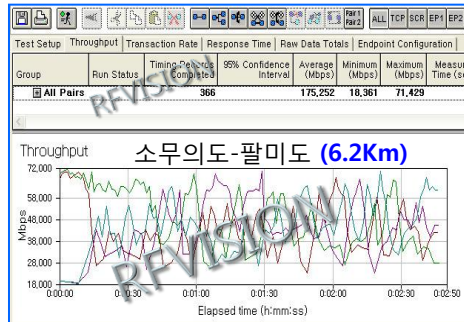 Pair 1 Pair 2 ALL TCP SCR EP1 EP2
Test Setup Throughput Transaction Rate Response Time Raw Data Totals Endpoint Configuration
Group Run Status Timing Records Completed 95% Confidence Interval Average (Mbps) Minimum (Mbps) Maximum (Mbps) Measur Time (se
All Pairs 366 175,252 18,361 71,429
RFVISION
Throughput 소무의도-팔미도 (6.2Km)
72,000
58,000
48,000
Mbps
38,000
28,000
18,000
RFVISION
0:00:00 0:00:30 0:01:00 0:01:30 0:02:00 0:02:30 0:02:50
Elapsed time (h:mm:ss)